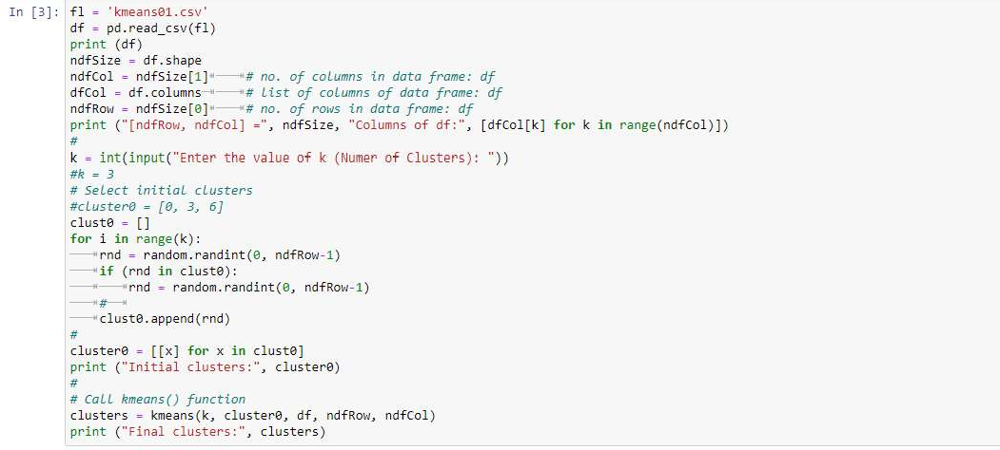 In [3]: fl = 'kmeans01.csv'
df = pd.read_csv(fl)
print (df)
ndfSize = df.shape
ndfCol = ndfSize[1] # no. of columns in data frame: df
dfCol = df.columns # list of columns of data frame: df
ndfRow = ndfSize[0] # no. of rows in data frame: df
print ("[ndfRow, ndfCol] =", ndfSize, "Columns of df:", [dfCol[k] for k in range(ndfCol)])
#
k = int(input("Enter the value of k (Numer of Clusters): "))
#k = 3
# Select initial clusters
#cluster0 = [0, 3, 6]
clust0 = []
for i in range(k):
    rnd = random.randint(0, ndfRow-1)
    if (rnd in clust0):
        rnd = random.randint(0, ndfRow-1)
    #
    clust0.append(rnd)
#
cluster0 = [[x] for x in clust0]
print ("Initial clusters:", cluster0)
#
# Call kmeans() function
clusters = kmeans(k, cluster0, df, ndfRow, ndfCol)
print ("Final clusters:", clusters)